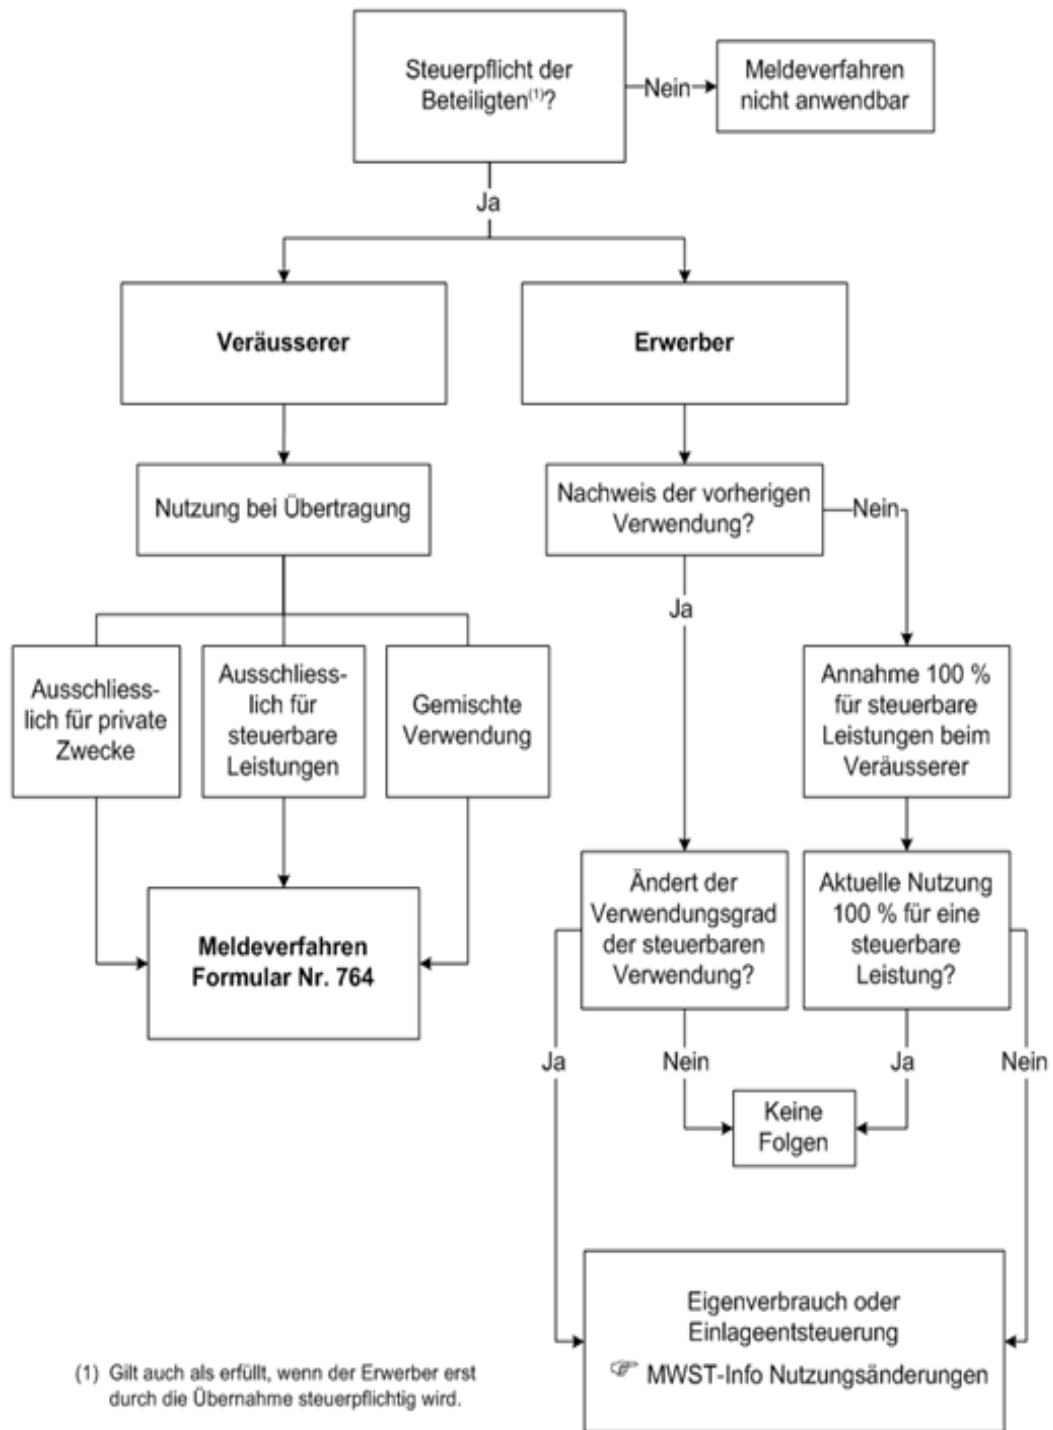 Steuerpflicht der
Beteiligten(1)?
Nein
Meldeverfahren
nicht anwendbar
Ja
Veräusserer
Erwerber
Nutzung bei Übertragung
Nachweis der vorherigen
Verwendung?
Nein
Ja
Ausschliess-
lich für private
Zwecke
Ausschliess-
lich für
steuerbare
Leistungen
Gemischte
Verwendung
Annahme 100 %
für steuerbare
Leistungen beim
Veräusserer
Meldeverfahren
Formular Nr. 764
Ändert der
Verwendungsgrad
der steuerbaren
Verwendung?
Aktuelle Nutzung
100 % für eine
steuerbare
Leistung?
Ja
Nein
Ja
Nein
Keine
Folgen
Eigenverbrauch oder
Einlageentsteuerung
☞ MWST-Info Nutzungsänderungen
(1) Gilt auch als erfüllt, wenn der Erwerber erst
durch die Übernahme steuerpflichtig wird.